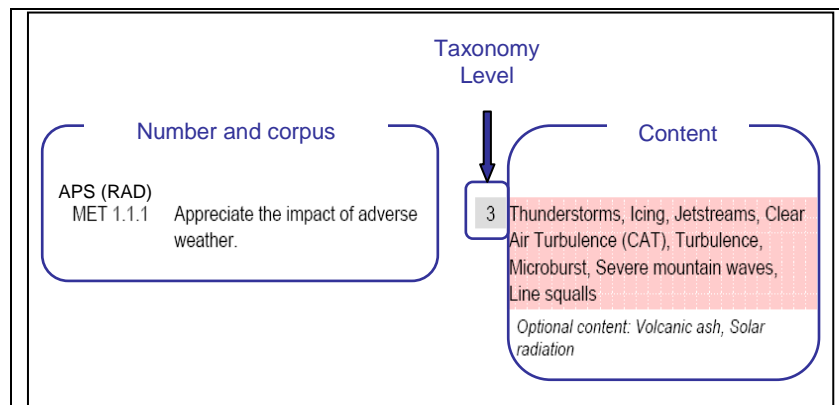 Taxonomy
Level
Number and corpus
Content
APS (RAD)
MET 1.1.1 Appreciate the impact of adverse
weather.
3
Thunderstorms, Icing, Jetstreams, Clear
Air Turbulence (CAT), Turbulence,
Microburst, Severe mountain waves,
Line squalls
Optional content: Volcanic ash, Solar
radiation